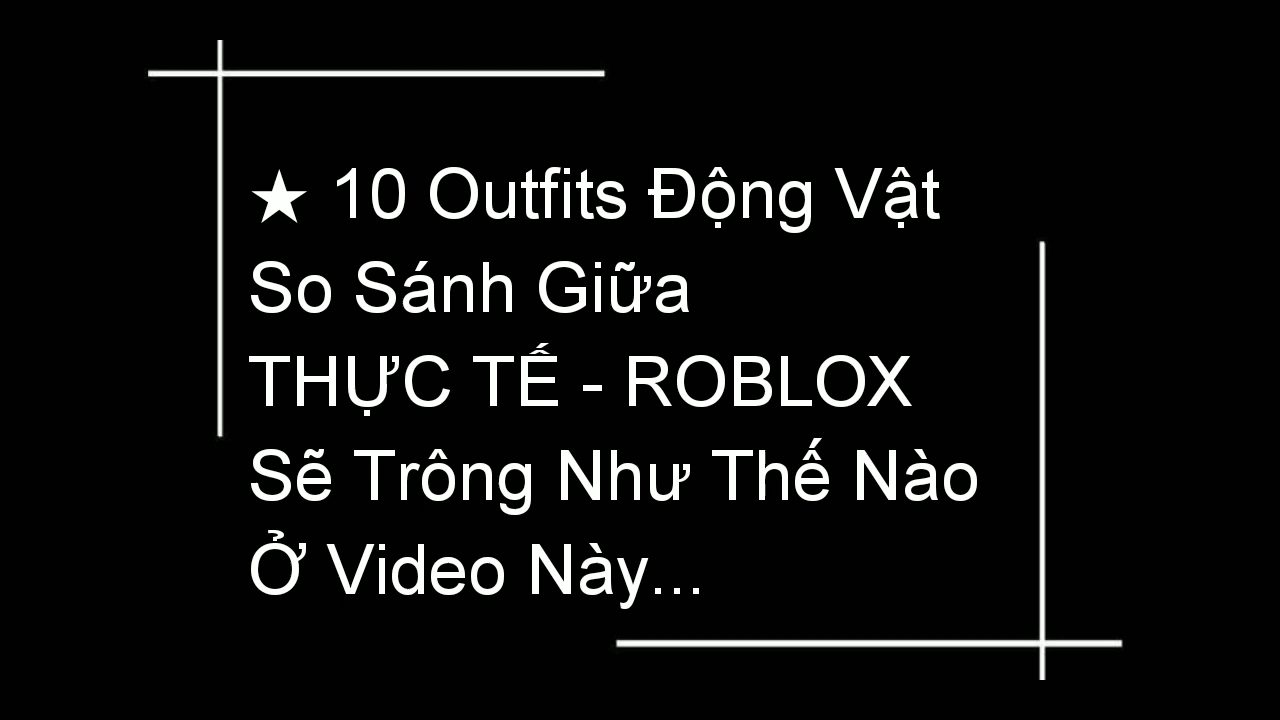 ★ 10 Outfits Động Vật
So Sánh Giữa
THỰC TẾ - ROBLOX
Sẽ Trông Như Thế Nào
Ở Video Này...